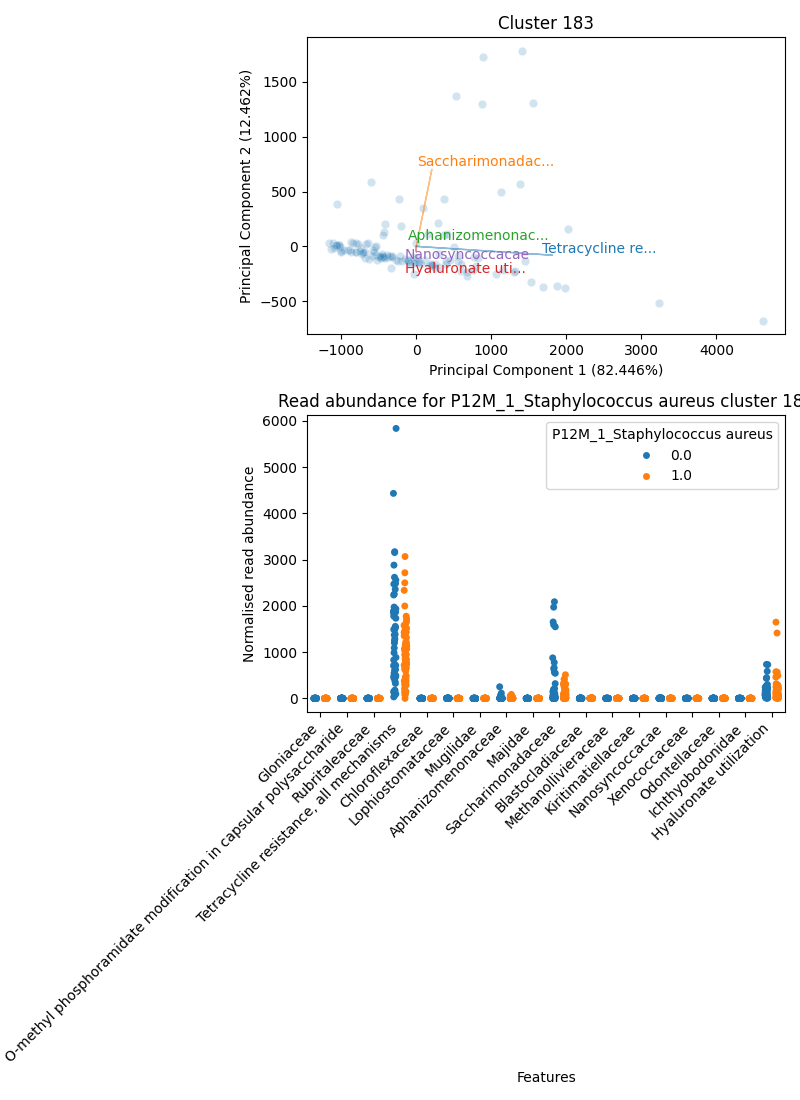 Cluster 183
Principal Component 2 (12.462%)
1500
1000
500
0
−500
Saccharimonadac...
Aphanizomenonac...
Tetracycline re...
Nanosyncoccacae
Hyaluronate uti...
−1000
0
1000
2000
3000
4000
Principal Component 1 (82.446%)
Read abundance for P12M_1_Staphylococcus aureus cluster 18
Normalised read abundance
6000
5000
4000
3000
2000
1000
0
P12M_1_Staphylococcus aureus
0.0
1.0
Gloniaceae
O-methyl phosphoramidate modification in capsular polysaccharide
Rubritaleaceae
Tetracycline resistance, all mechanisms
Chloroflexaceae
Lophiostomataceae
Mugilidae
Aphanizomenonaceae
Majidae
Saccharimonadaceae
Blastocladiaceae
Methanollivieraceae
Kiritimatiellaceae
Nanosyncoccacae
Xenococcaceae
Odontellaceae
Ichthyobodonidae
Hyaluronate utilization
Features